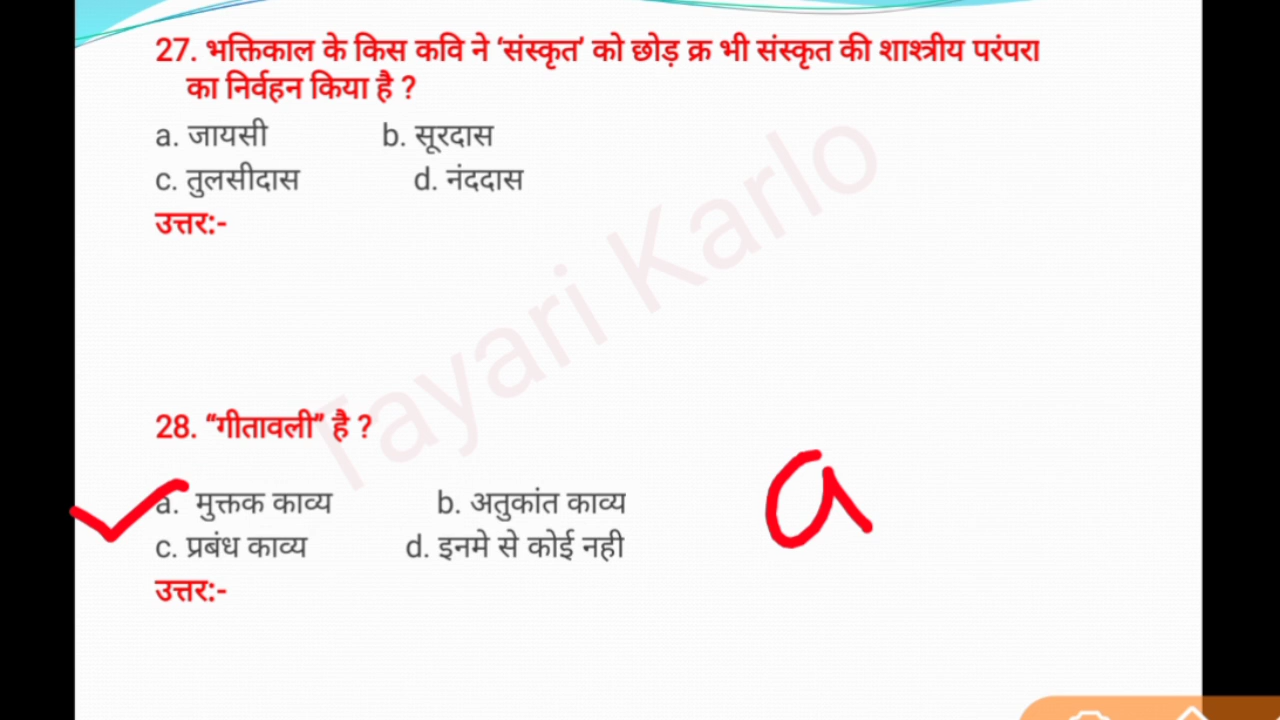 27. भक्तिकाल के किस कवि ने ‘संस्कृत’ को छोड़ क्र भी संस्कृत की शाश्त्रीय परंपरा
का निर्वहन किया है ?
a. जायसी b. सूरदास
c. तुलसीदास d. नंददास
उत्तर:-
Tayari Karlo
28. “गीतावली” है ?
a. मुक्तक काव्य b. अतुकांत काव्य
a
c. प्रबंध काव्य d. इनमे से कोई नही
उत्तर:-